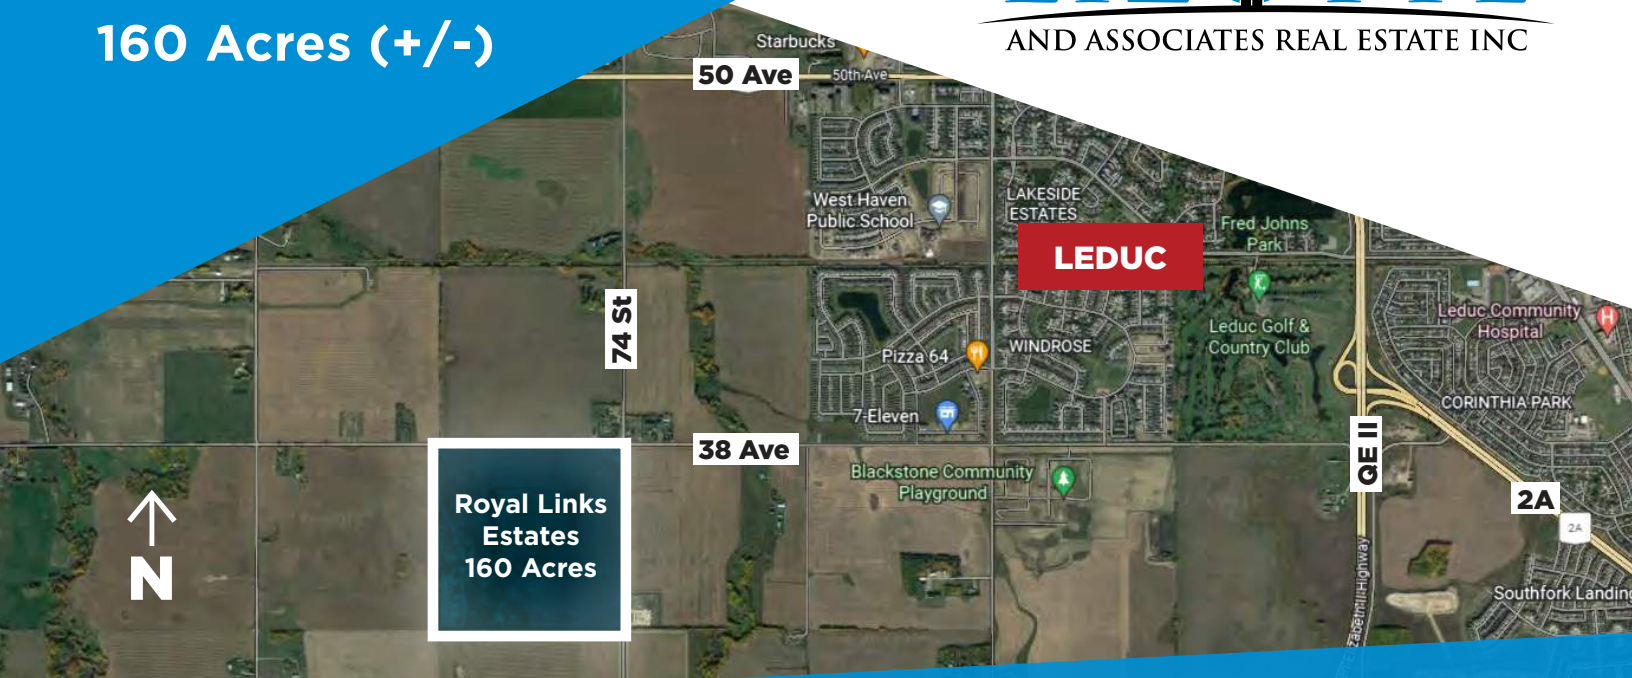 160 Acres (+/-)
AND ASSOCIATES REAL ESTATE INC
Starbucks
50 Ave
50th Ave
West Haven
Public School
LAKESIDE
ESTATES
Fred Johns
Park
LEDUC
74 St
Leduc Golf &
Country Club
Leduc Community
Hospital
H
Pizza 64
WINDROSE
7-Eleven
CORINTHIA PARK
38 Ave
QE II
Blackstone Community
Playground
2A
2A
Royal Links
Estates
160 Acres
N
Highway
Southfork Landing